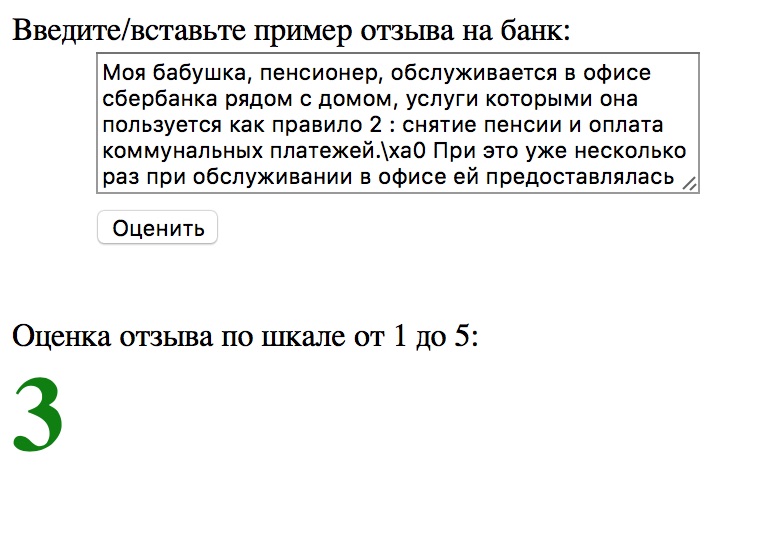 Введите/вставьте пример отзыва на банк:
Моя бабушка, пенсионер, обслуживается в офисе
сбербанка рядом с домом, услуги которыми она
пользуется как правило 2 : снятие пенсии и оплата
коммунальных платежей.\xa0 При это уже несколько
раз при обслуживании в офисе ей предоставлялась
Оценить
Оценка отзыва по шкале от 1 до 5:
3